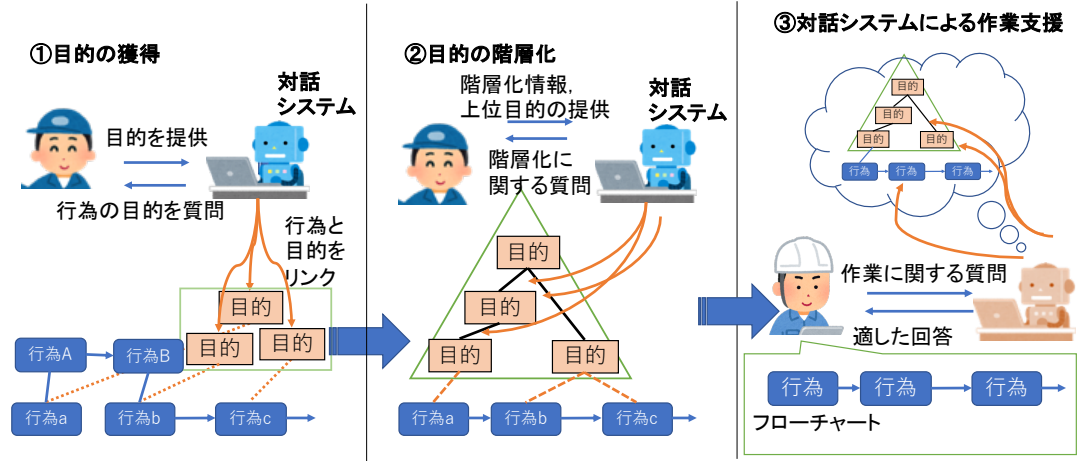 ①目的の獲得
対話
システム
目的を提供
行為の目的を質問
行為と
目的を
リンク
目的
目的
目的
行為A
行為B
行為a
行為b
行為c
②目的の階層化
階層化情報,
上位目的の提供
対話
システム
階層化に
関する質問
目的
目的
目的
目的
行為a
行為b
行為c
③対話システムによる作業支援
目的
目的
目的
目的
行為
行為
行為
作業に関する質問
適した回答
行為
行為
行為
フローチャート